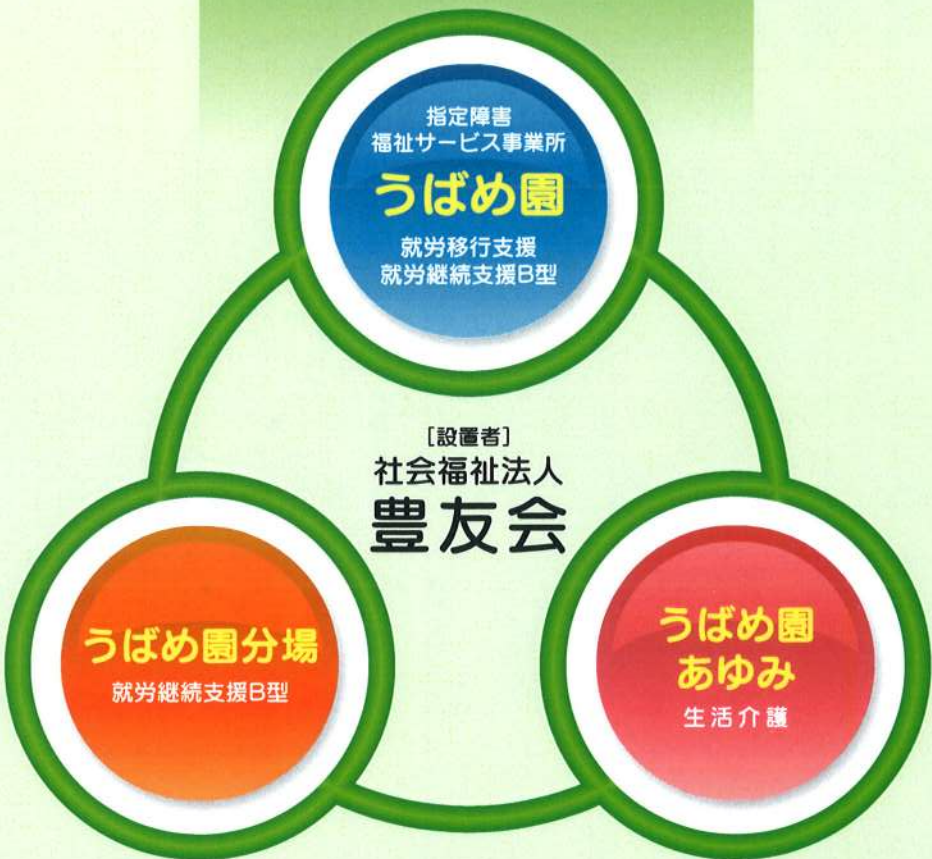 指定障害
福祉サービス事業所
うばめ園
就労移行支援
就労継続支援B型
[設置者]
社会福祉法人
豊友会
うばめ園分場
就労継続支援B型
うばめ園
あゆみ
生活介護